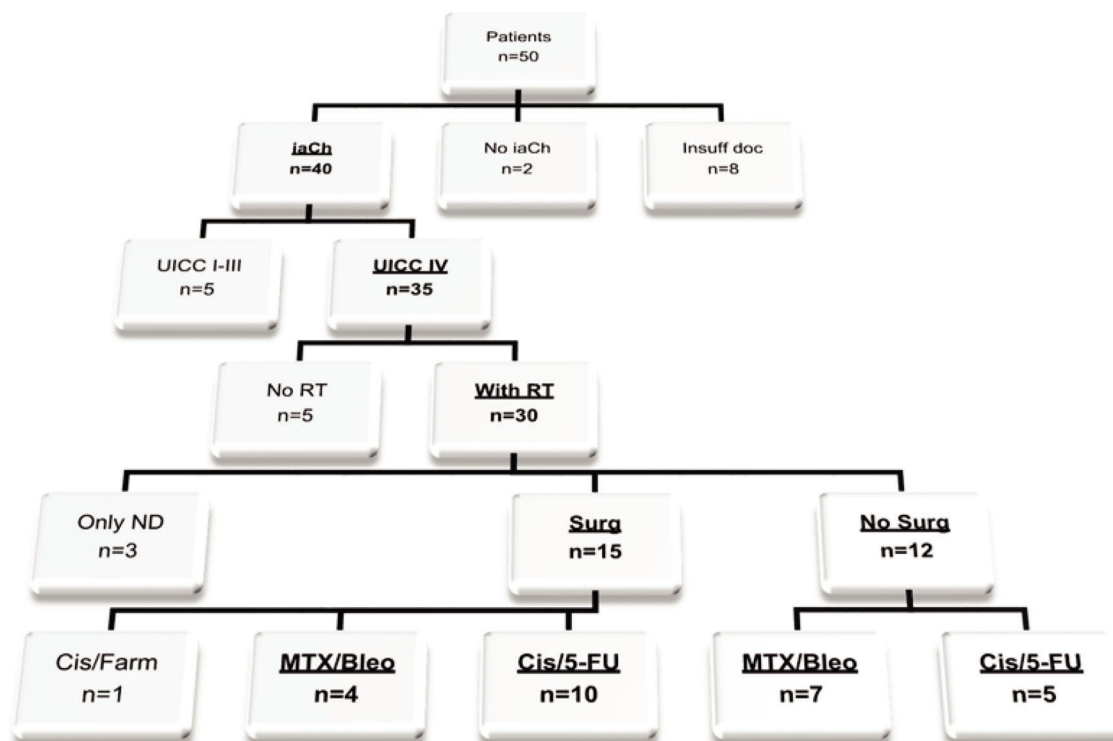 Patients
n=50
iaCh
n=40
No iaCh
n=2
Insuff doc
n=8
UICC I-III
n=5
UICC IV
n=35
No RT
n=5
With RT
n=30
Only ND
n=3
Surg
n=15
No Surg
n=12
Cis/Farm
n=1
MTX/Bleo
n=4
Cis/5-FU
n=10
MTX/Bleo
n=7
Cis/5-FU
n=5